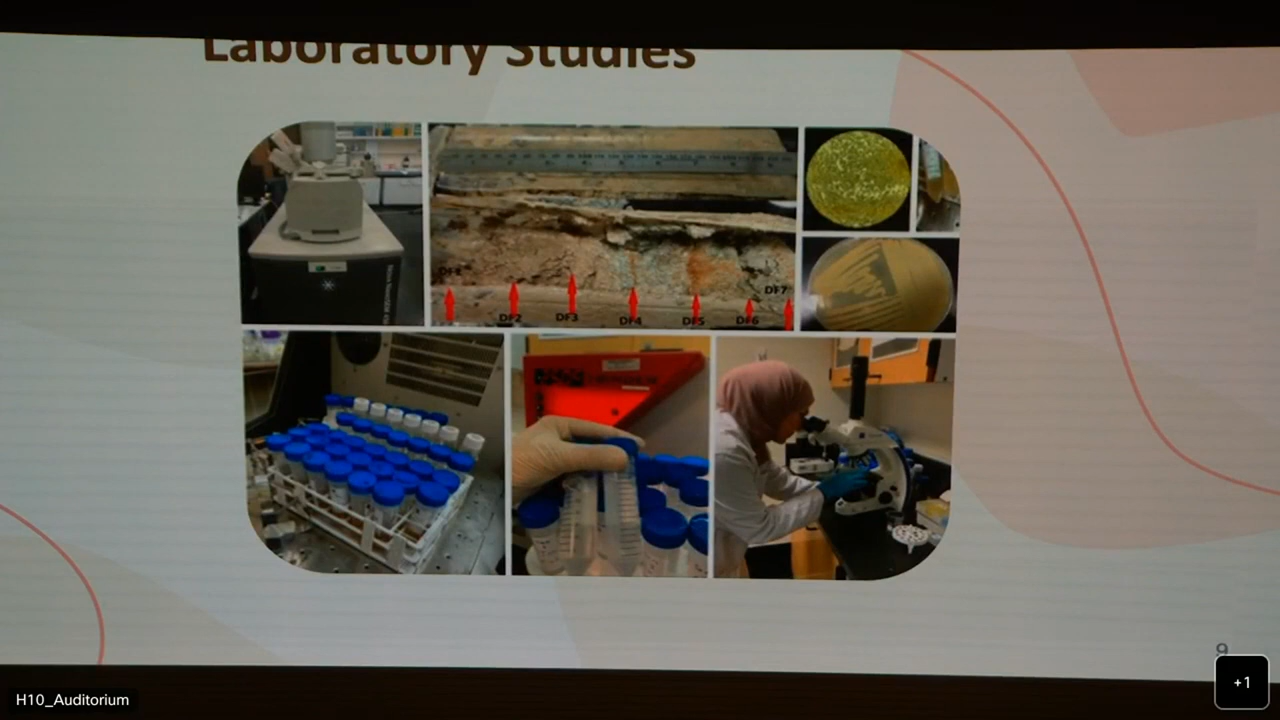 Laboratory Studies
DF1
DF2
DF3
DF4
DF5
DF6
DF7
9
H10_Auditorium
+1